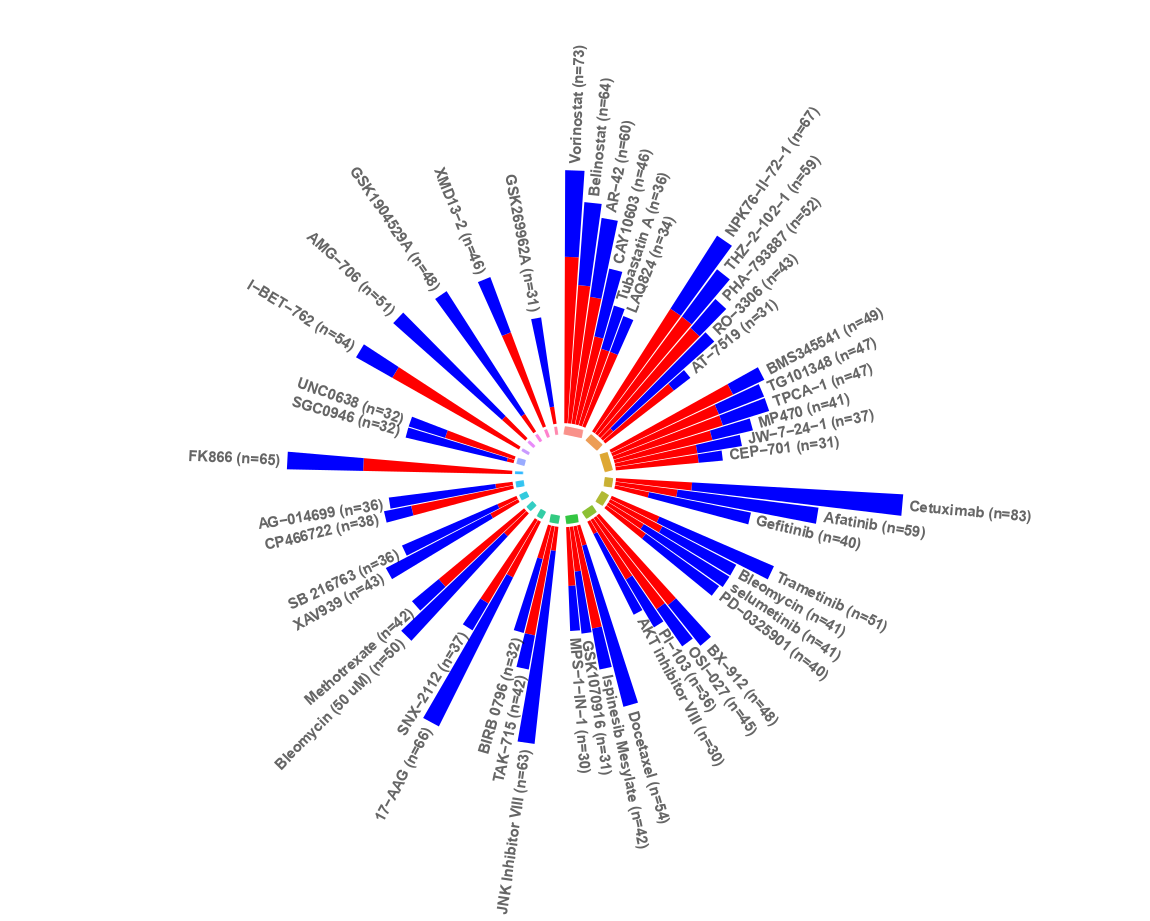 Vorinostat (n=73)
Belinostat (n=64)
AR−42 (n=60)
CAY10603 (n=46)
Tubastatin A (n=36)
LAQ824 (n=34)
NPK76−II−72−1 (n=67)
THZ−2−102−1 (n=59)
PHA−793887 (n=52)
RO−3306 (n=43)
AT−7519 (n=31)
BMS345541 (n=49)
TG101348 (n=47)
TPCA−1 (n=47)
MP470 (n=41)
JW−7−24−1 (n=37)
CEP−701 (n=31)
Cetuximab (n=83)
Afatinib (n=59)
Gefitinib (n=40)
Trametinib (n=51)
Bleomycin (n=41)
selumetinib (n=41)
PD−0325901 (n=40)
BX−912 (n=48)
OSI−027 (n=45)
PI−103 (n=36)
AKT inhibitor VIII (n=30)
Docetaxel (n=54)
Ispinesib Mesylate (n=42)
GSK1070916 (n=31)
MPS−1−IN−1 (n=30)
JNK Inhibitor VIII (n=63)
TAK−715 (n=42)
BIRB 0796 (n=32)
17−AAG (n=66)
SNX−2112 (n=37)
Bleomycin (50 uM) (n=50)
Methotrexate (n=42)
XAV939 (n=43)
SB 216763 (n=36)
CP466722 (n=38)
AG−014699 (n=36)
FK866 (n=65)
SGC0946 (n=32)
UNC0638 (n=32)
I−BET−762 (n=54)
AMG−706 (n=51)
GSK1904529A (n=48)
XMD13−2 (n=46)
GSK269962A (n=31)